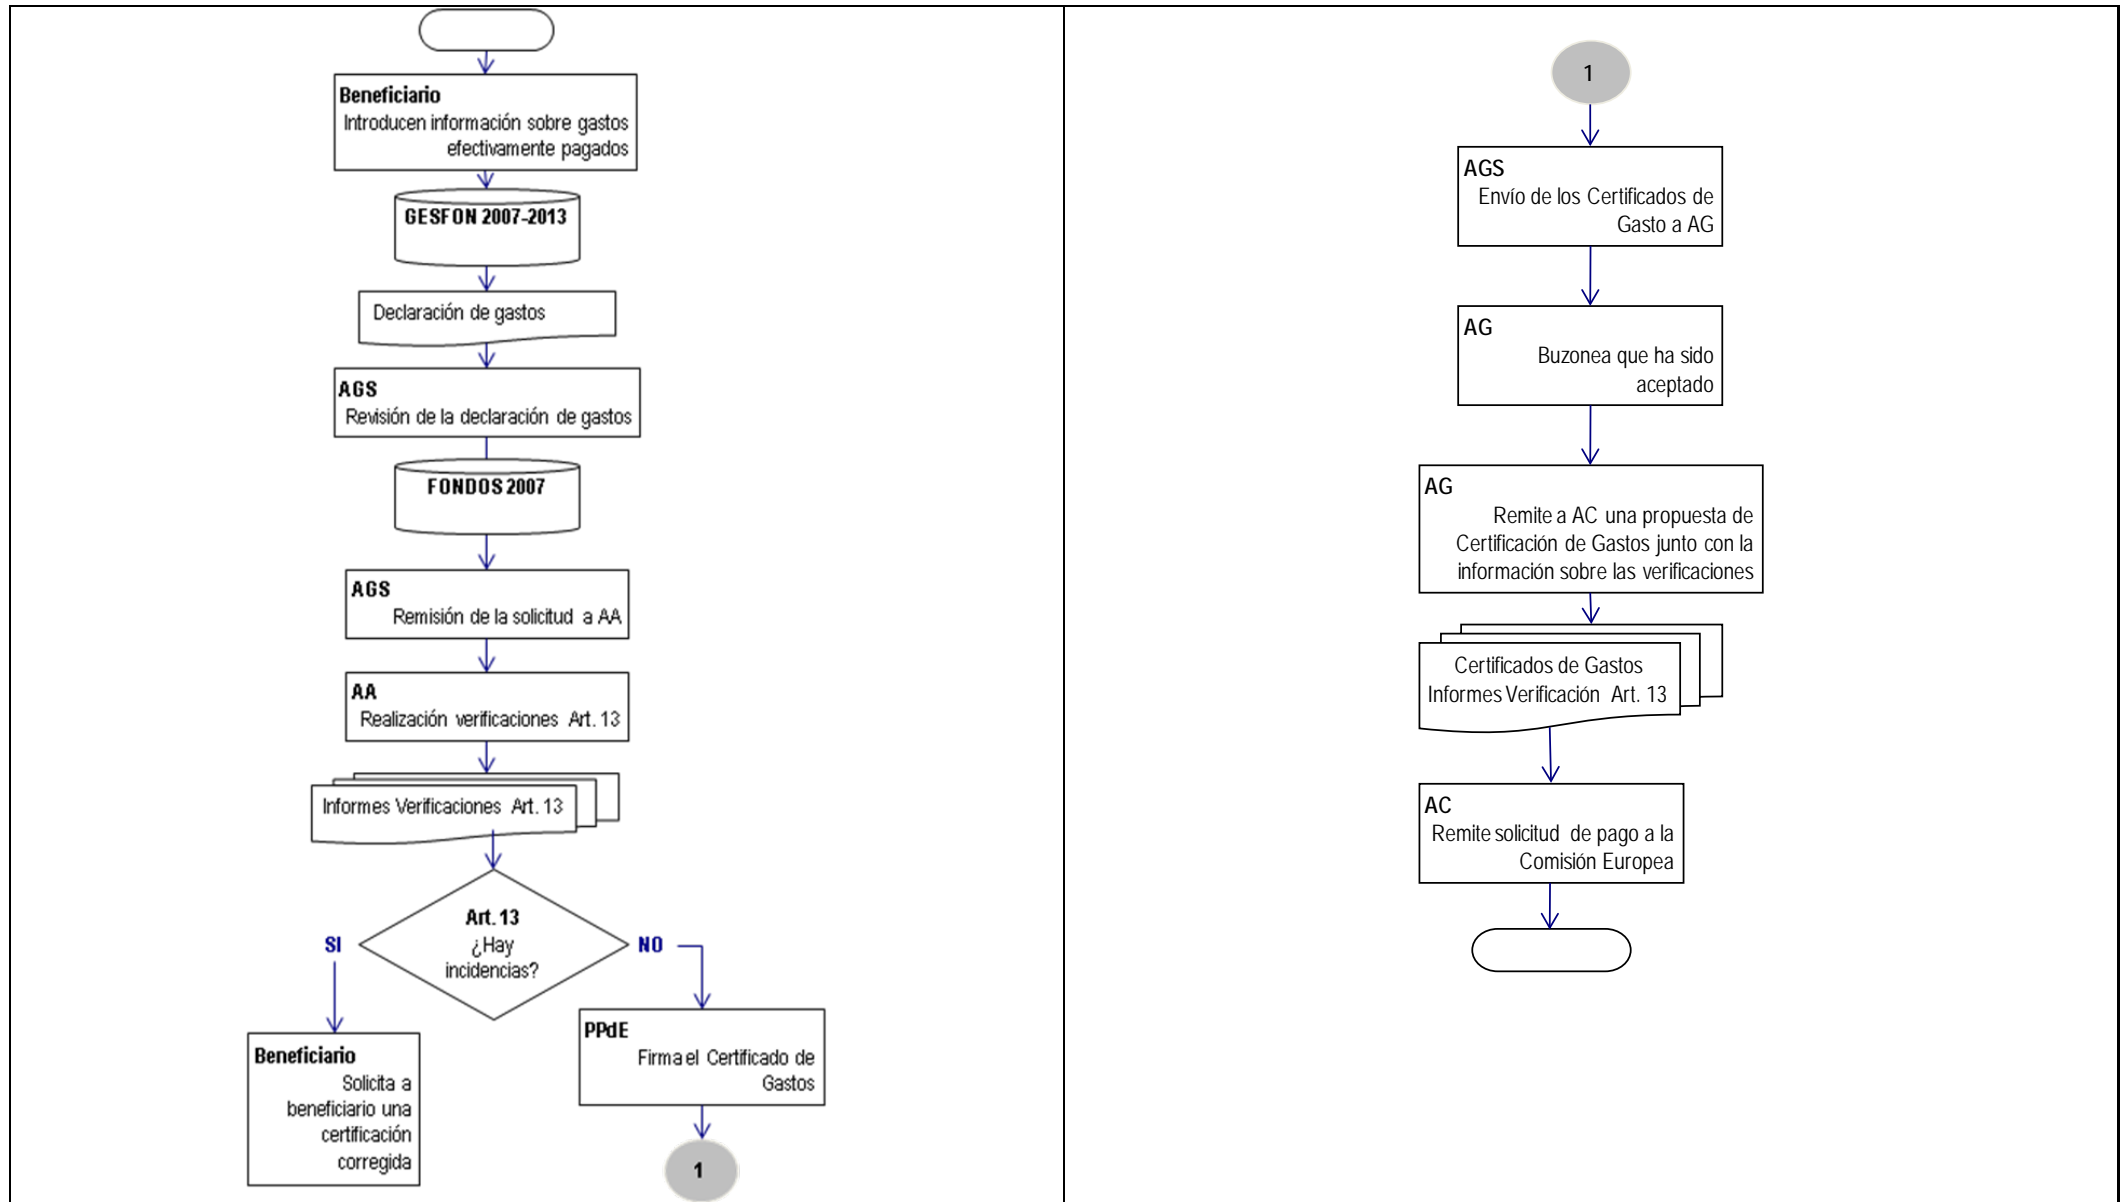 Beneficiario
Introducen información sobre gastos
efectivamente pagados
GESFON 2007-2013
Declaración de gastos
AGS
Revisión de la declaración de gastos
FONDOS 2007
AGS
Remisión de la solicitud a AA
AA
Realización verificaciones Art. 13
Informes Verificaciones Art. 13
Art. 13
¿Hay
incidencias?
SI
NO
Beneficiario
Solicita a
beneficiario una
certificación
corregida
PPdE
Firma el Certificado de
Gastos
1
1
AGS
Envío de los Certificados de
Gasto a AG
AG
Buzonea que ha sido
aceptado
AG
Remite a AC una propuesta de
Certificación de Gastos junto con la
información sobre las verificaciones
Certificados de Gastos
Informes Verificación Art. 13
AC
Remite solicitud de pago a la
Comisión Europea